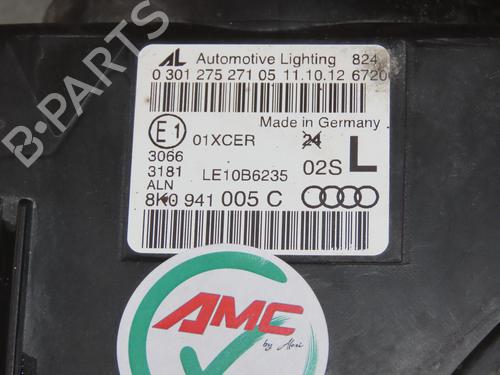 AL Automotive Lighting 824
0 301 275 271 05 11.10.12 6720
Made in Germany
E1 01XCER 24
3066
3181 LE10B6235 02S L
ALN
8K0 941 005 C
B-PARTS
AMC
by Alexi